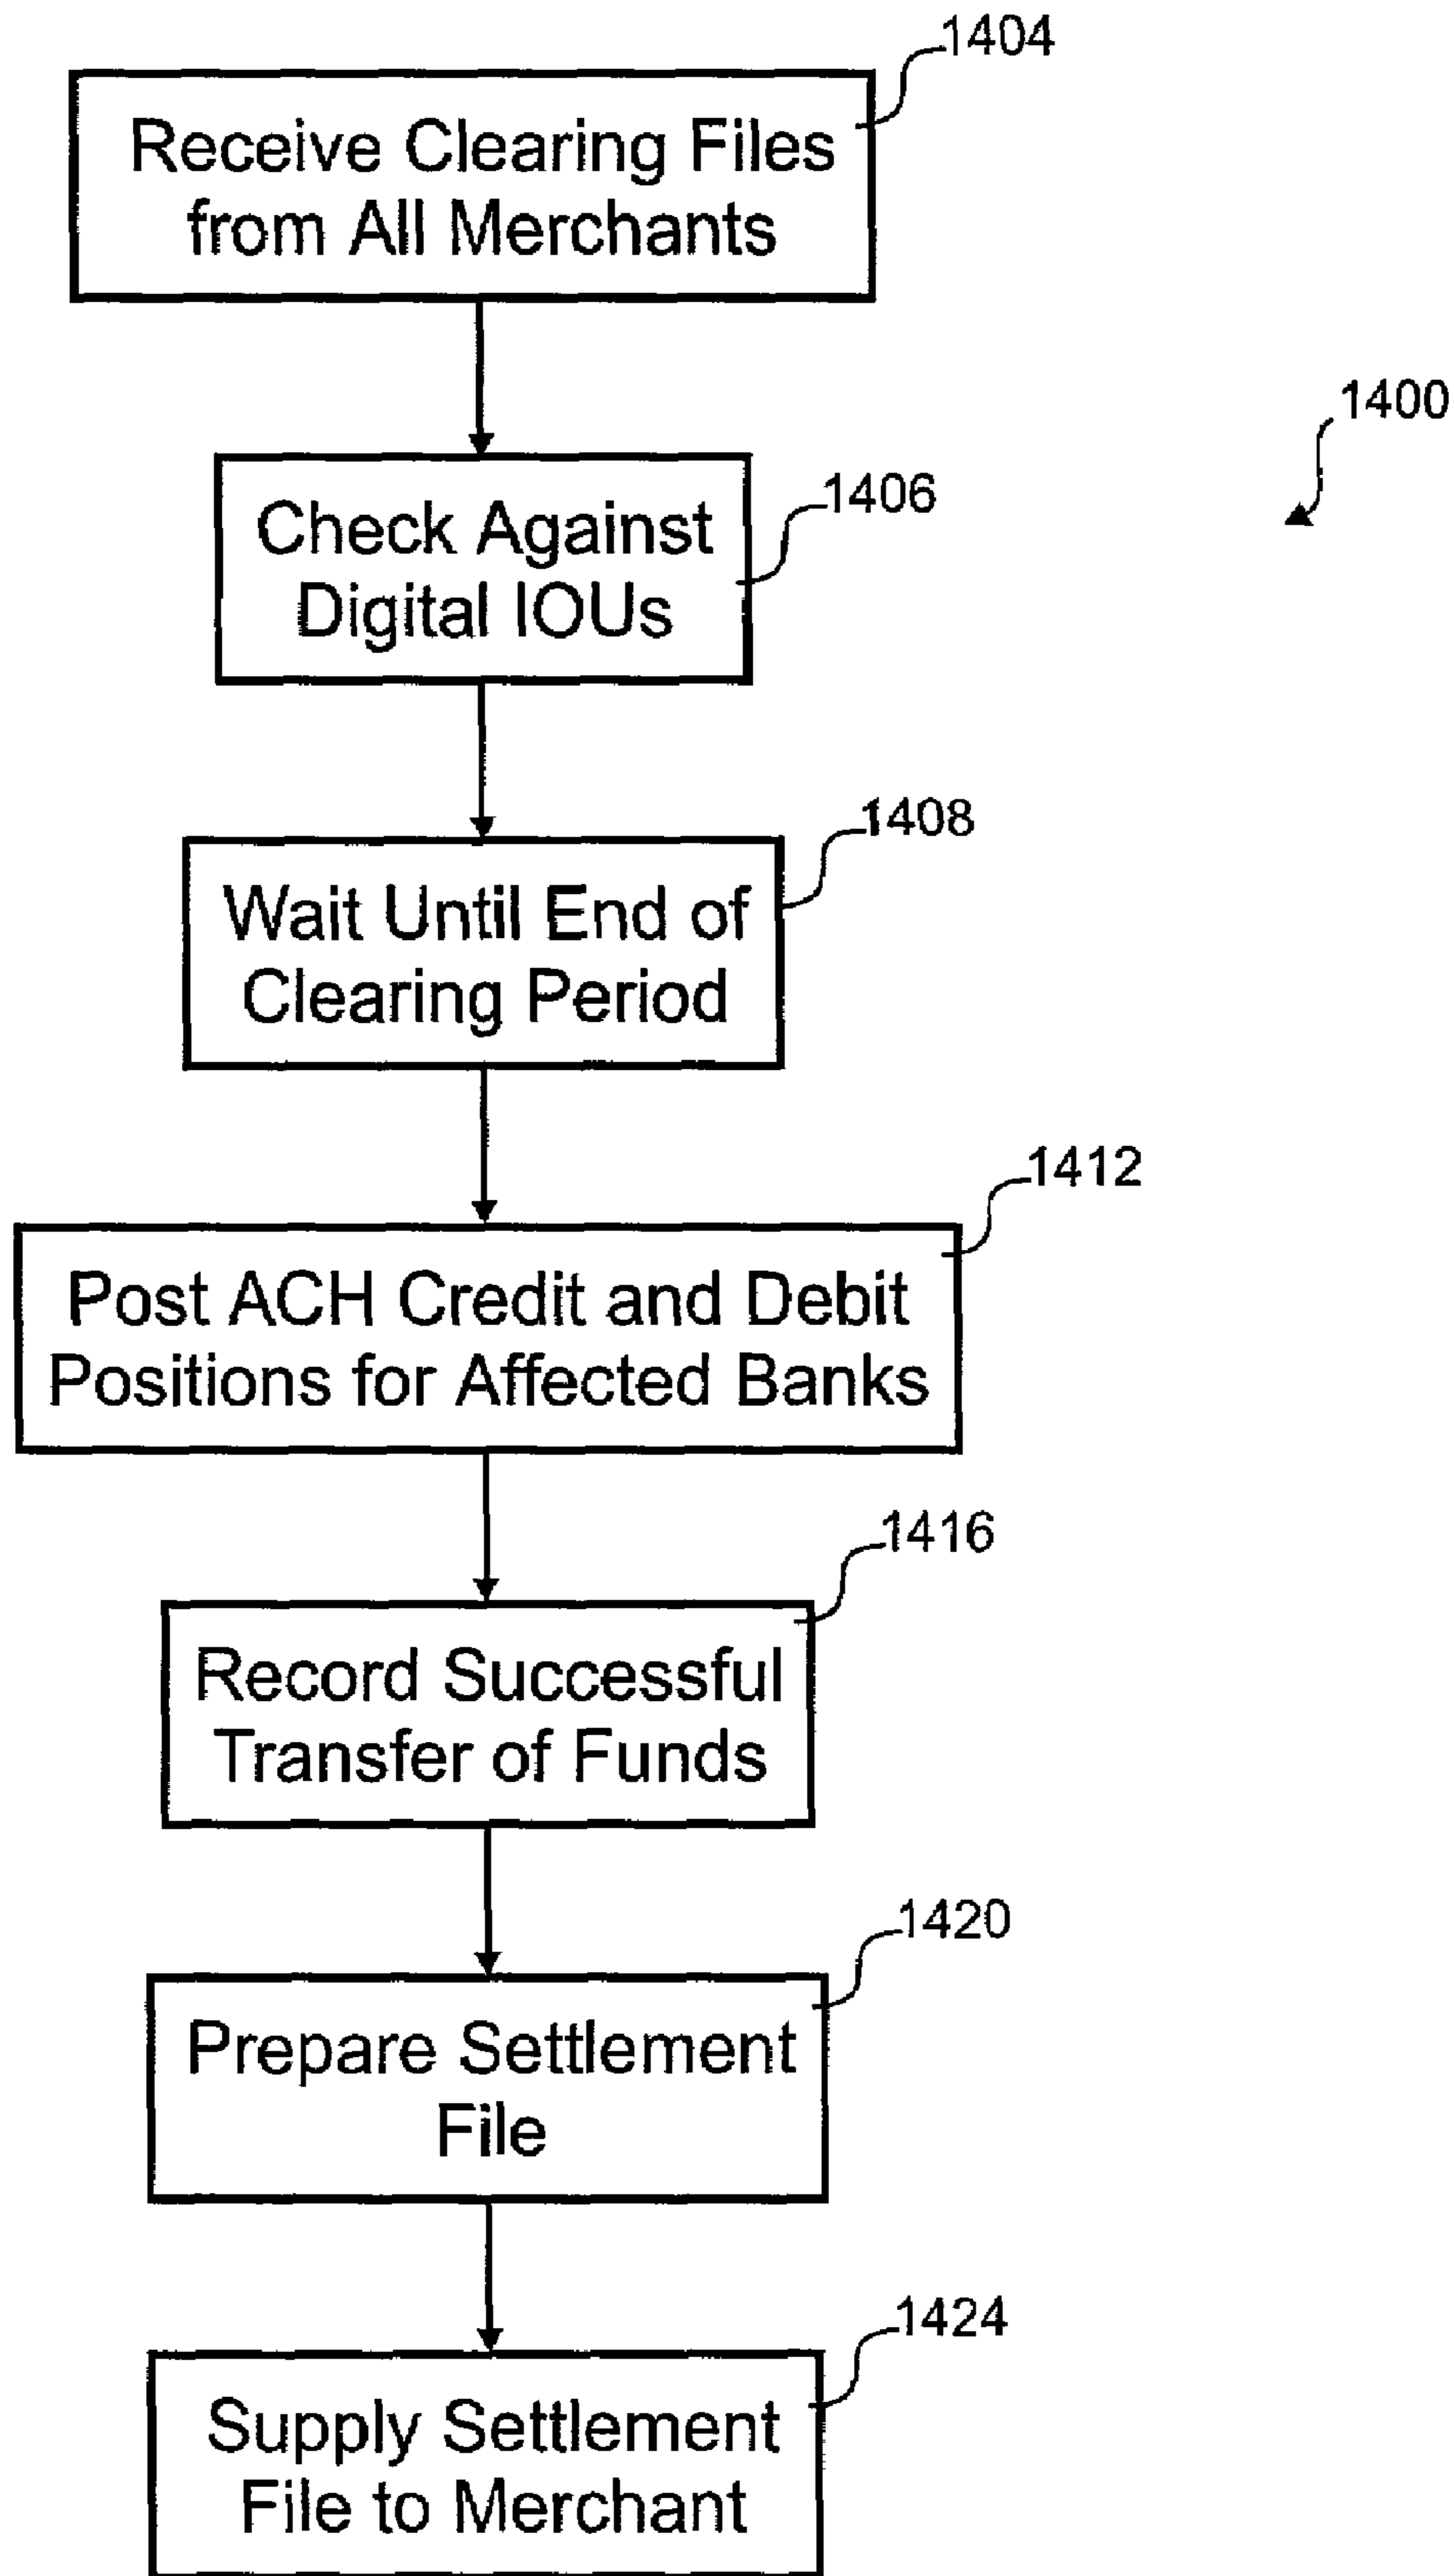 1404
Receive Clearing Files
from All Merchants
1400
1406
Check Against
Digital IOUs
1408
Wait Until End of
Clearing Period
1412
Post ACH Credit and Debit
Positions for Affected Banks
1416
Record Successful
Transfer of Funds
1420
Prepare Settlement
File
1424
Supply Settlement
File to Merchant